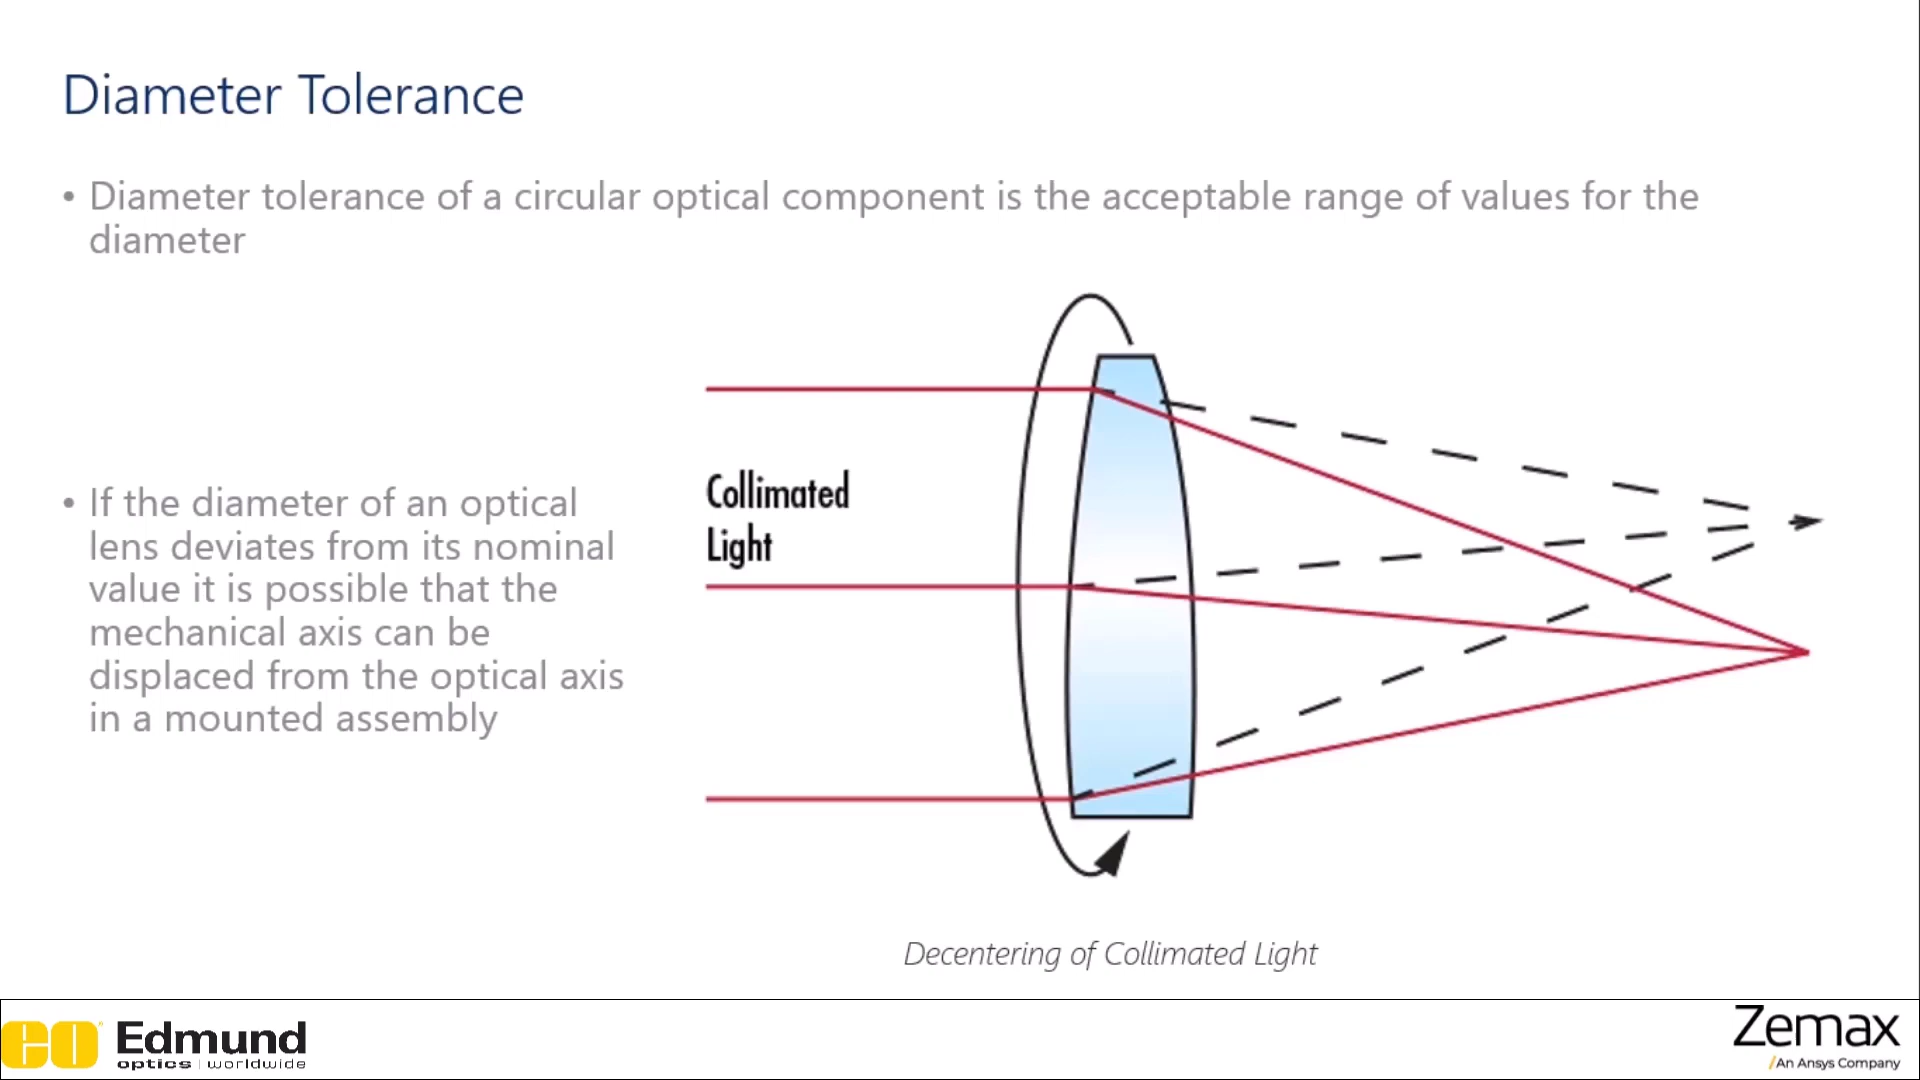 Diameter Tolerance
• Diameter tolerance of a circular optical component is the acceptable range of values for the
diameter
• If the diameter of an optical
lens deviates from its nominal
value it is possible that the
mechanical axis can be
displaced from the optical axis
in a mounted assembly
Collimated
Light
Decentering of Collimated Light
EO Edmund
optics | worldwide
Zemax
/An Ansys Company